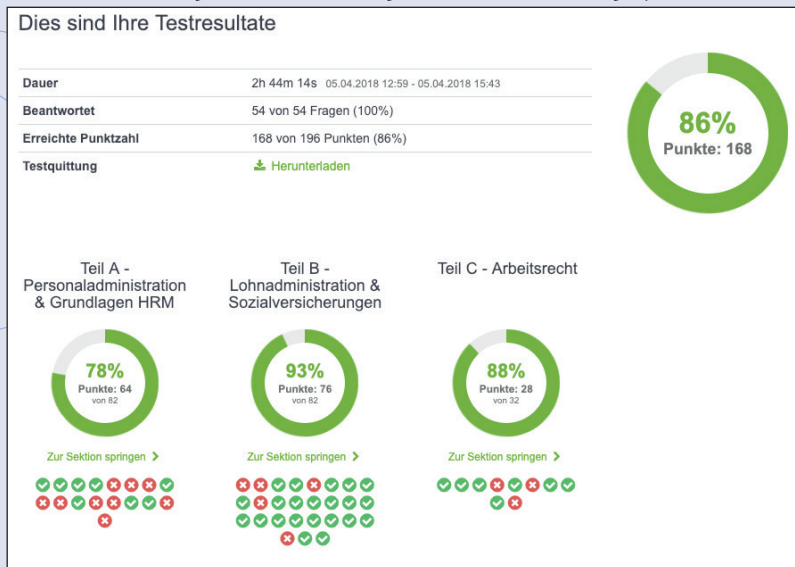 Dies sind Ihre Testresultate
Dauer 2h 44m 14s 05.04.2018 12:59 - 05.04.2018 15:43
Beantwortet 54 von 54 Fragen (100%)
Erreichte Punktzahl 168 von 196 Punkten (86%)
Testquittung Herunterladen
86%
Punkte: 168
Teil A -
Personaladministration
& Grundlagen HRM
78%
Punkte: 64
von 82
Zur Sektion springen
Teil B -
Lohnadministration &
Sozialversicherungen
93%
Punkte: 76
von 82
Zur Sektion springen
Teil C - Arbeitsrecht
88%
Punkte: 28
von 32
Zur Sektion springen